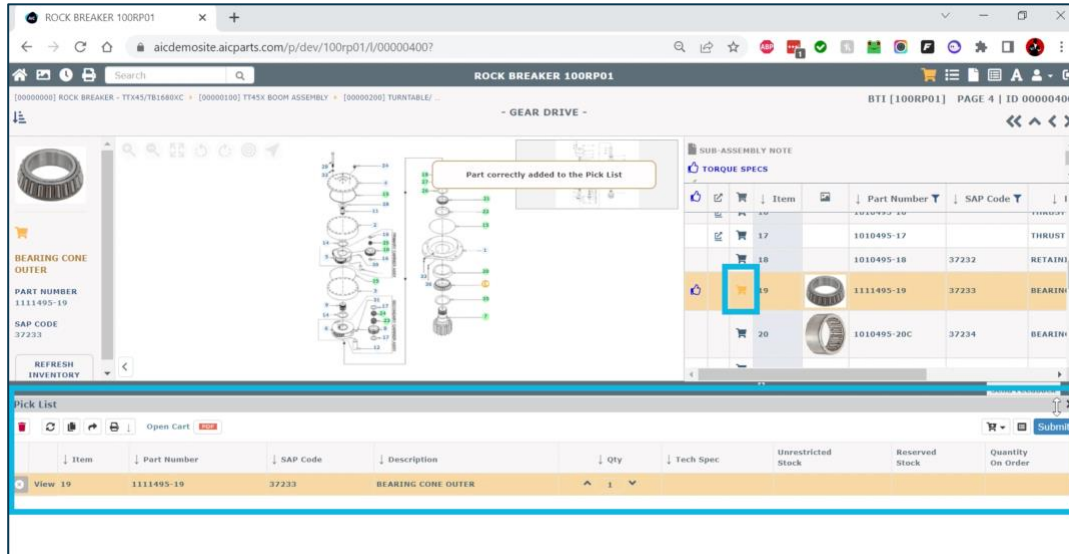 ROCK BREAKER 100RP01
aicdemosite.aicparts.com/p/dev/100rp01/l/00000400?
Search
ROCK BREAKER 100RP01
[00000000] ROCK BREAKER - TTX45/TB1680XC
[00000100] TT45X BOOM ASSEMBLY
[00000200] TURNTABLE/ ...
- GEAR DRIVE -
BTI [100RP01] PAGE 4 | ID 0000040
Part correctly added to the Pick List
SUB-ASSEMBLY NOTE
TORQUE SPECS
Item
Part Number
SAP Code
17 1010495-17 THRUST
18 1010495-18 37232 RETAIN
19 1111495-19 37233 BEARIN
20 1010495-20C 37234 BEARIN
BEARING CONE
OUTER
PART NUMBER
1111495-19
SAP CODE
37233
REFRESH
INVENTORY
Pick List
Open Cart PDF
Submit
Item Part Number SAP Code Description Qty Tech Spec Unrestricted Stock Reserved Stock Quantity On Order
View 19 1111495-19 37233 BEARING CONE OUTER 1